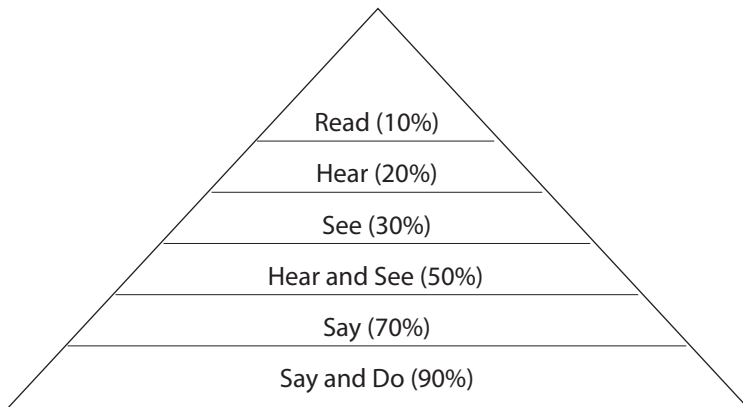 Read (10%)
Hear (20%)
See (30%)
Hear and See (50%)
Say (70%)
Say and Do (90%)